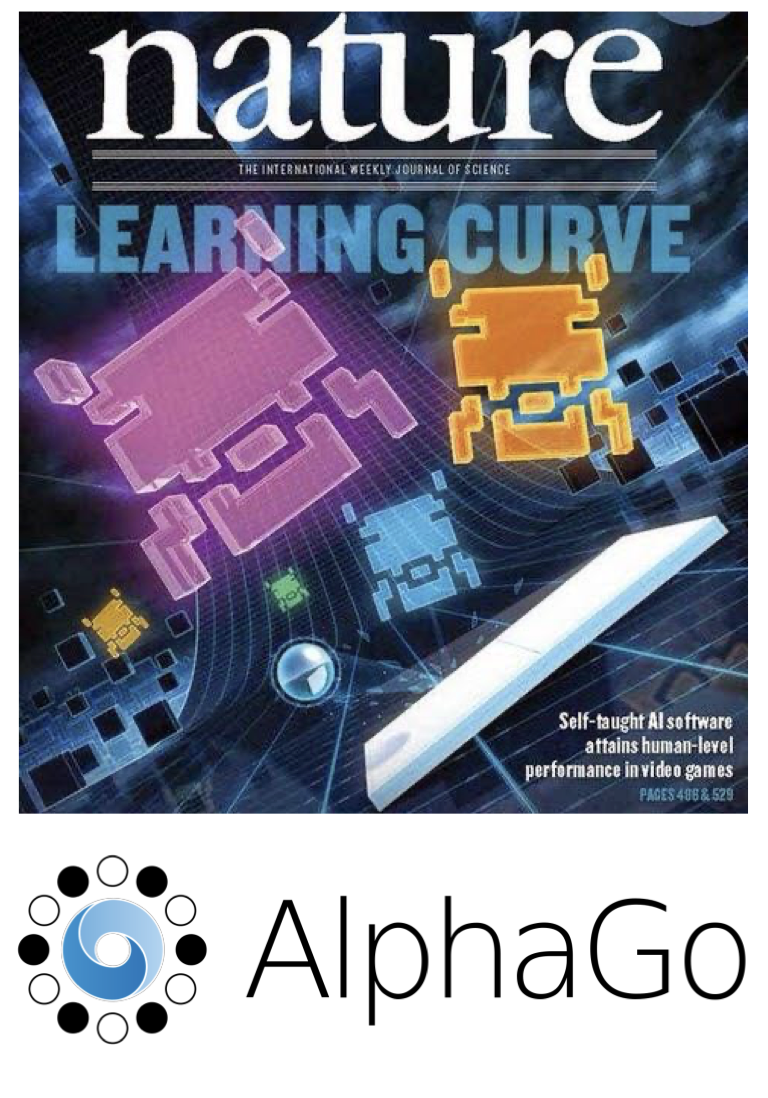 nature
THE INTERNATIONAL WEEKLY JOURNAL OF SCIENCE
LEARNING CURVE
Self-taught AI software
attains human-level
performance in video games
PAGES 486 & 529
AlphaGo